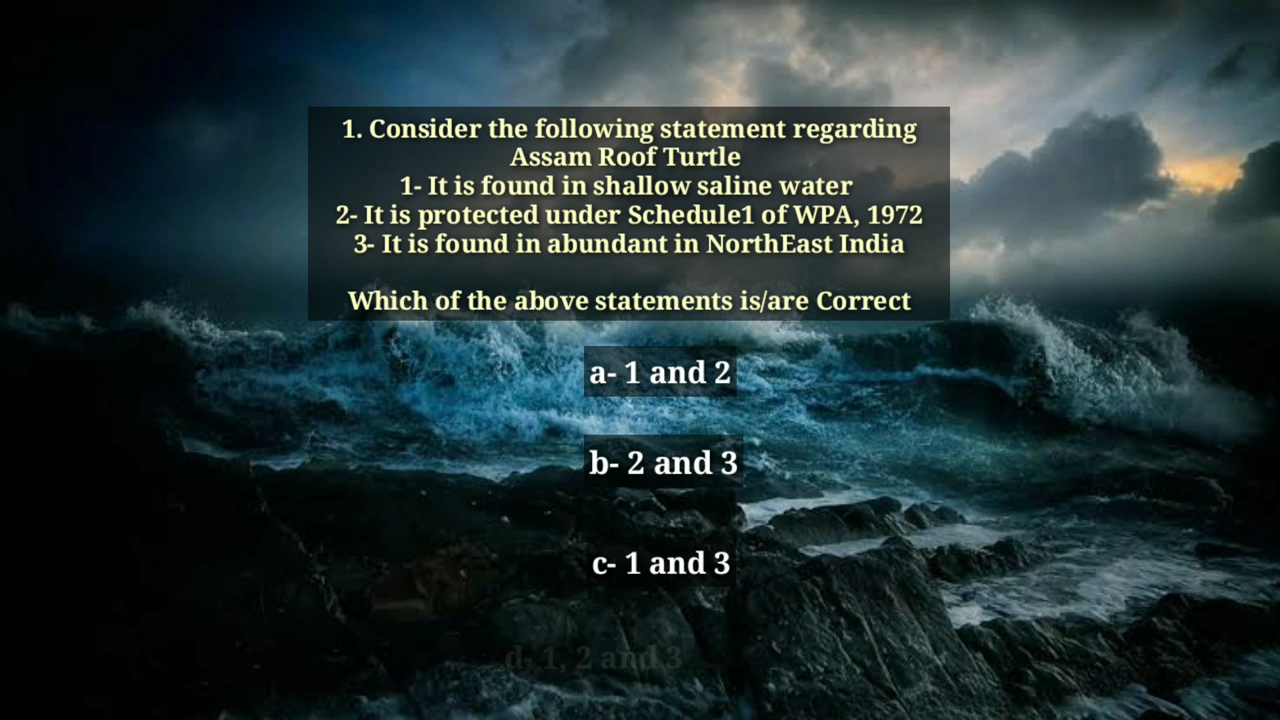 1. Consider the following statement regarding
Assam Roof Turtle
1- It is found in shallow saline water
2- It is protected under Schedule1 of WPA, 1972
3- It is found in abundant in NorthEast India
Which of the above statements is/are Correct
a- 1 and 2
b- 2 and 3
c- 1 and 3
d- 1, 2 and 3